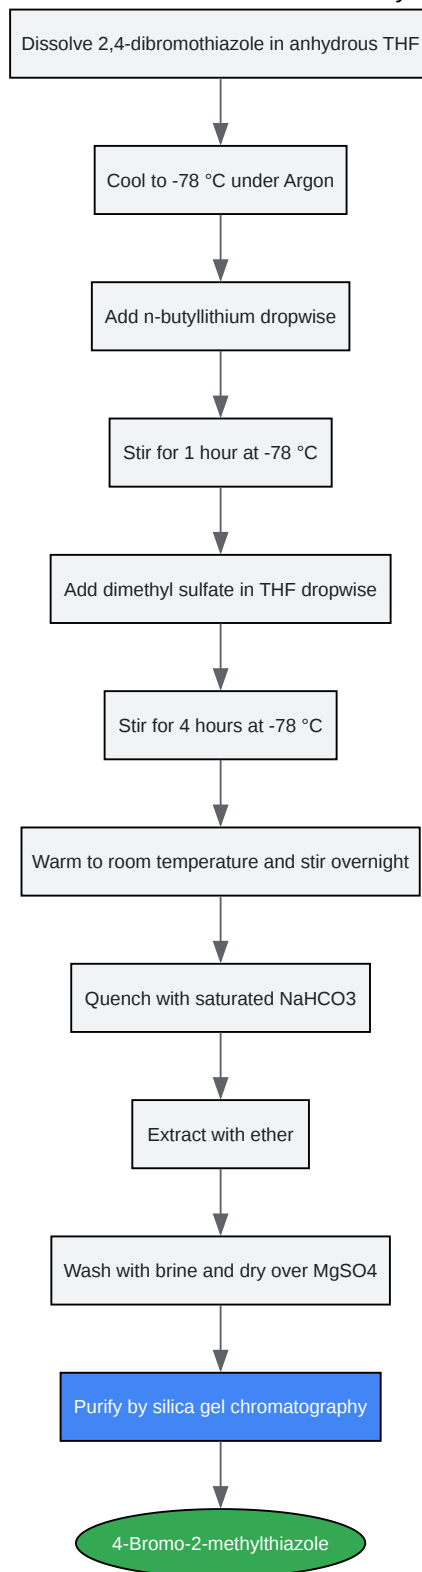 Dissolve 2,4-dibromothiazole in anhydrous THF
Cool to -78 °C under Argon
Add n-butyllithium dropwise
Stir for 1 hour at -78 °C
Add dimethyl sulfate in THF dropwise
Stir for 4 hours at -78 °C
Warm to room temperature and stir overnight
Quench with saturated NaHCO3
Extract with ether
Wash with brine and dry over MgSO4
Purify by silica gel chromatography
4-Bromo-2-methylthiazole